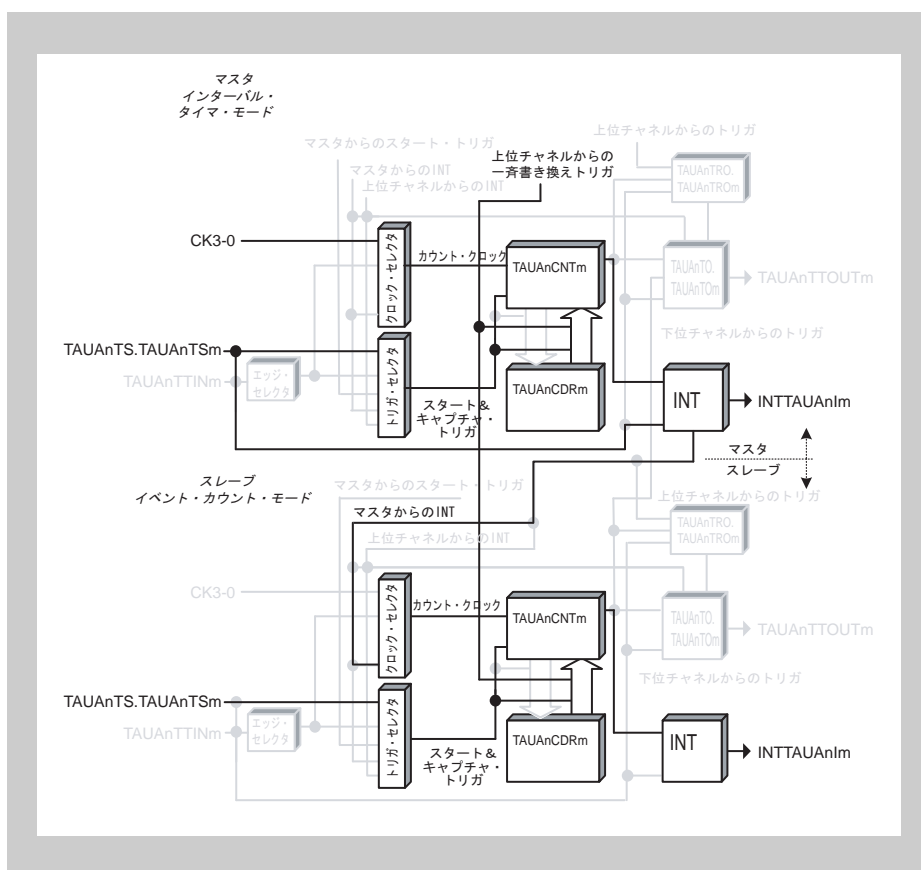 マスタ
インターバル・
タイマ・モード
マスタからのスタート・トリガ
マスタからのINT
上位チャネルからのINT
上位チャネルからの
一斉書き換えトリガ
上位チャネルからのトリガ
TAUAnTRO.
TAUAnTROm
CK3-0
クロック・セレクタ
カウント・クロック
TAUAnCNTm
TAUAnTO.
TAUAnTOm
TAUAnTTOUTm
下位チャネルからのトリガ
TAUAnTS.TAUAnTSm
TAUAnTTINm
エッジ・
セレクタ
トリガ・セレクタ
スタート&
キャプチャ・
トリガ
TAUAnCDRm
INT
INTTAUAnIm
マスタ
スレーブ
スレーブ
イベント・カウント・モード
マスタからのスタート・トリガ
マスタからのINT
上位チャネルからのINT
上位チャネルからのトリガ
TAUAnTRO.
TAUAnTROm
CK3-0
クロック・セレクタ
カウント・クロック
TAUAnCNTm
TAUAnTO.
TAUAnTOm
TAUAnTTOUTm
下位チャネルからのトリガ
TAUAnTS.TAUAnTSm
TAUAnTTINm
エッジ・
セレクタ
トリガ・セレクタ
スタート&
キャプチャ・
トリガ
TAUAnCDRm
INT
INTTAUAnIm